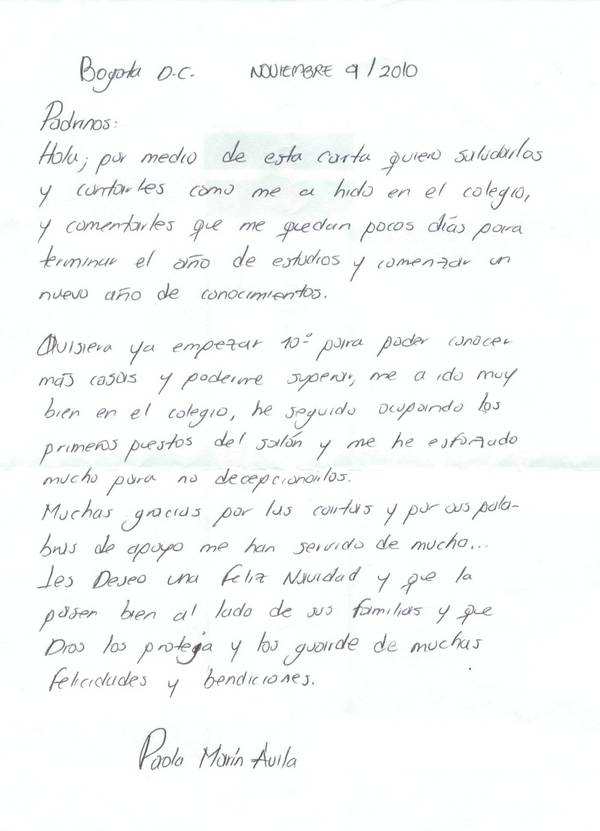 Bogota D.C. NOVIEMBRE 9/2010
Padrinos:
Hola; por medio de esta carta quiero saludarlos
y contarles como me a hido en el colegio,
y comentarles que me quedan pocos días para
terminar el año de estudios y comenzar un
nuevo año de conocimientos.
Quisiera ya empezar 10º para poder conocer
más cosas y poderme superar, me a ido muy
bien en el colegio, he seguido ocupando los
primeros puestos del salón y me he esforzado
mucho para no decepcionarlos.
Muchas gracias por las cartas y por sus pala-
bras de apoyo me han servido de mucho...
Les Deseo una feliz Navidad y que la
pasen bien al lado de sus familias y que
Dios los proteja y los guarde de muchas
felicidades y bendiciones.
Paola Marín Avila